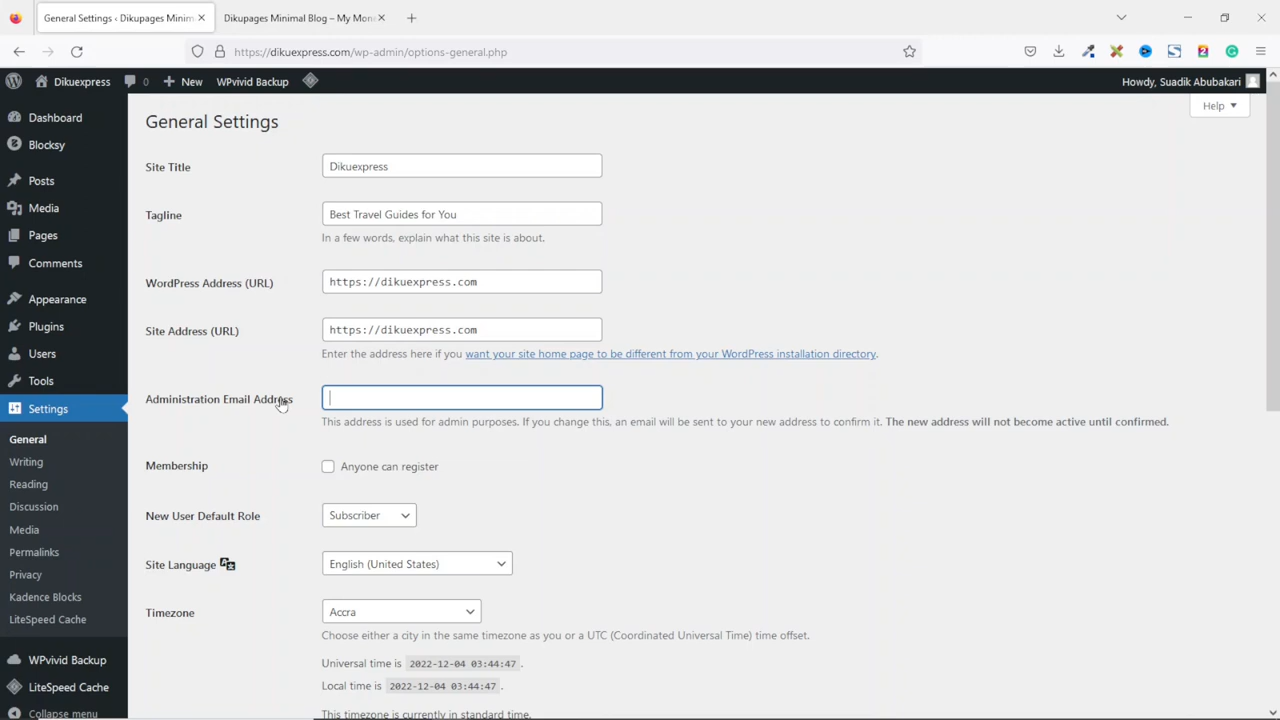 General Settings ‹ Dikupages Minim
Dikupages Minimal Blog – My Mone
https://dikuexpress.com/wp-admin/options-general.php
Dikuexpress
0
New
WPvivid Backup
Howdy, Suadik Abubakari
Help
Dashboard
Blocksy
Posts
Media
Pages
Comments
Appearance
Plugins
Users
Tools
Settings
General
Writing
Reading
Discussion
Media
Permalinks
Privacy
Kadence Blocks
LiteSpeed Cache
WPvivid Backup
LiteSpeed Cache
Collapse menu
General Settings
Site Title
Dikuexpress
Tagline
Best Travel Guides for You
In a few words, explain what this site is about.
WordPress Address (URL)
https://dikuexpress.com
Site Address (URL)
https://dikuexpress.com
Enter the address here if you want your site home page to be different from your WordPress installation directory.
Administration Email Address
This address is used for admin purposes. If you change this, an email will be sent to your new address to confirm it. The new address will not become active until confirmed.
Membership
Anyone can register
New User Default Role
Subscriber
Site Language
English (United States)
Timezone
Accra
Choose either a city in the same timezone as you or a UTC (Coordinated Universal Time) time offset.
Universal time is 2022-12-04 03:44:47.
Local time is 2022-12-04 03:44:47.
This timezone is currently in standard time.